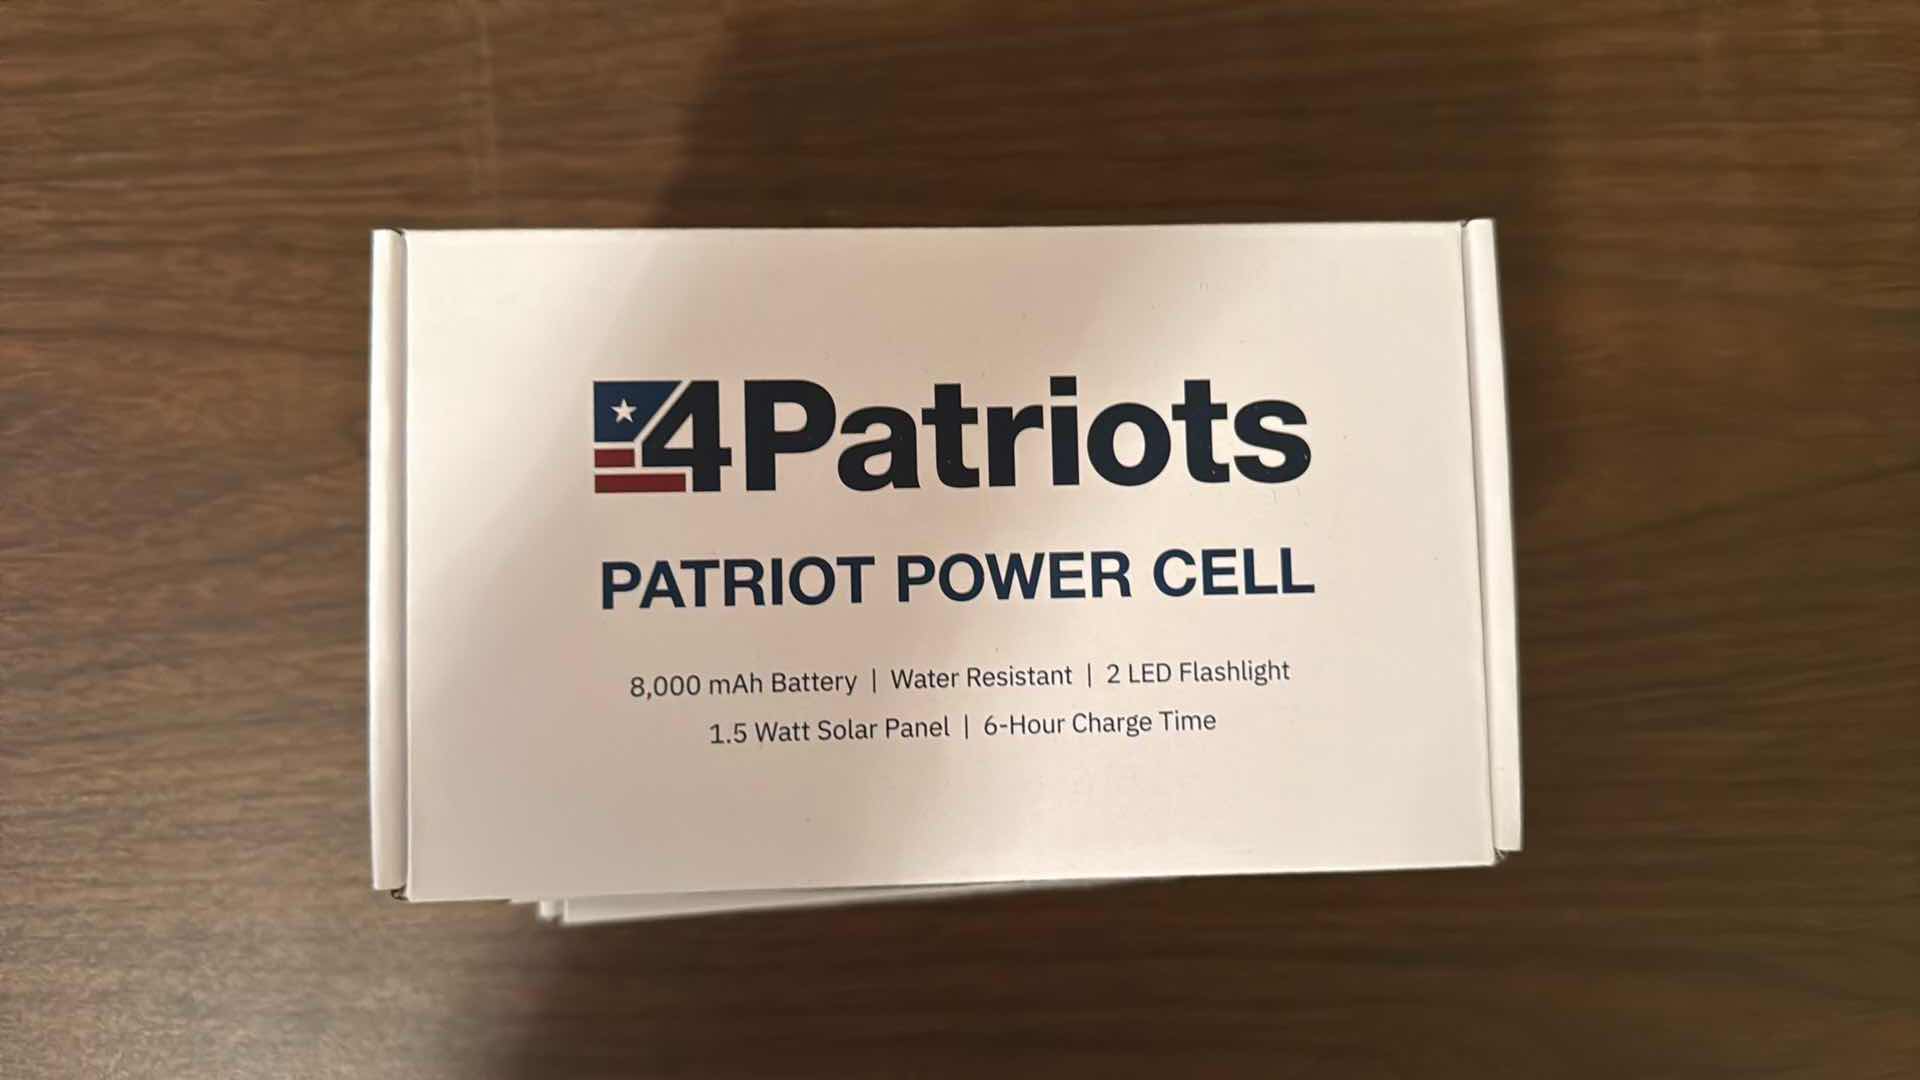 4Patriots
PATRIOT POWER CELL
8,000 mAh Battery | Water Resistant | 2 LED Flashlight
1.5 Watt Solar Panel | 6-Hour Charge Time